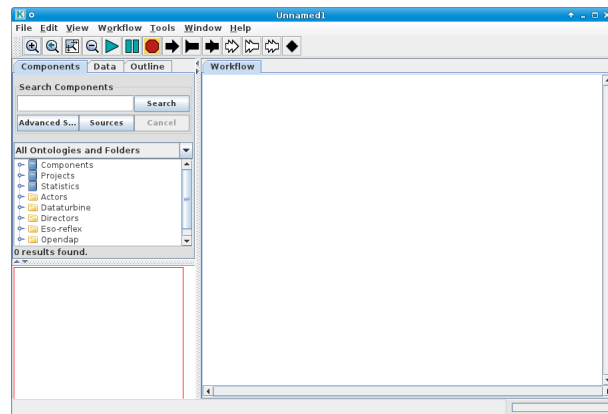 Unnamed1
File Edit View Workflow Tools Window Help
Components Data Outline
Workflow
Search Components
Search
Advanced S... Sources Cancel
All Ontologies and Folders
Components
Projects
Statistics
Actors
Dataturbine
Directors
Eso-reflex
Opendap
0 results found.